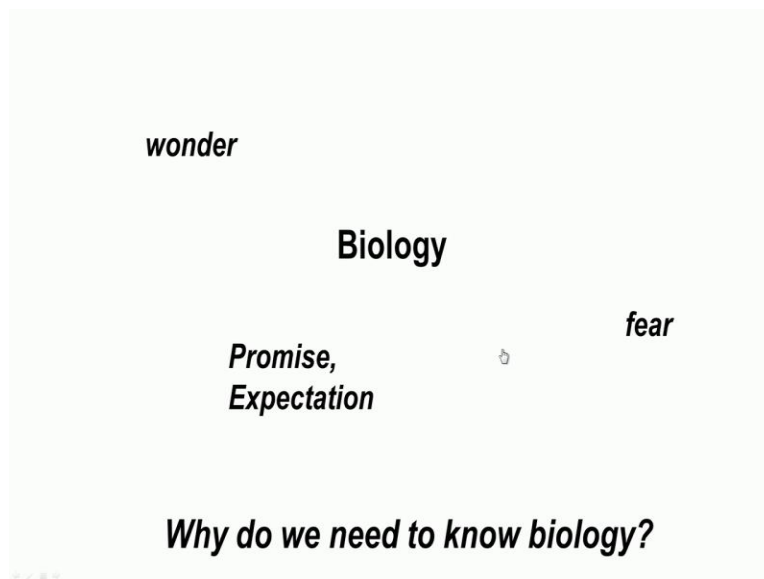 wonder
Biology
fear
Promise,
Expectation
Why do we need to know biology?